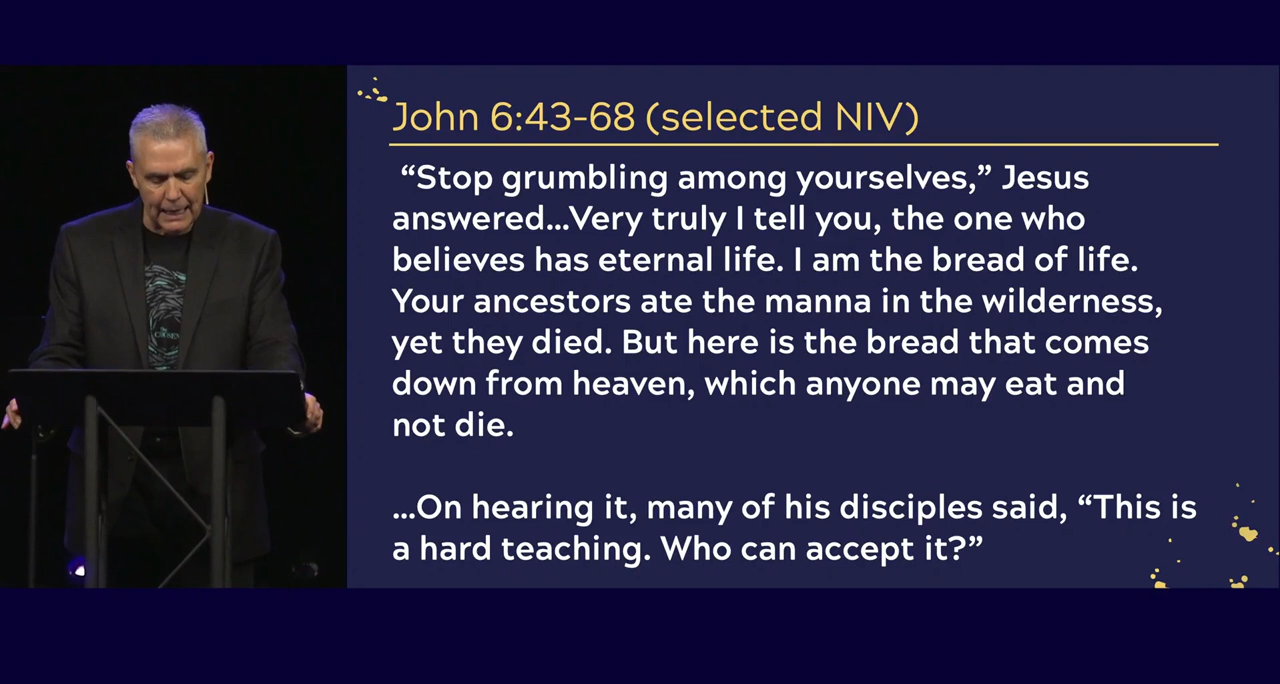 John 6:43-68 (selected NIV)
“Stop grumbling among yourselves,” Jesus
answered...Very truly I tell you, the one who
believes has eternal life. I am the bread of life.
Your ancestors ate the manna in the wilderness,
yet they died. But here is the bread that comes
down from heaven, which anyone may eat and
not die.
...On hearing it, many of his disciples said, “This is
a hard teaching. Who can accept it?”
The
CHOSEN